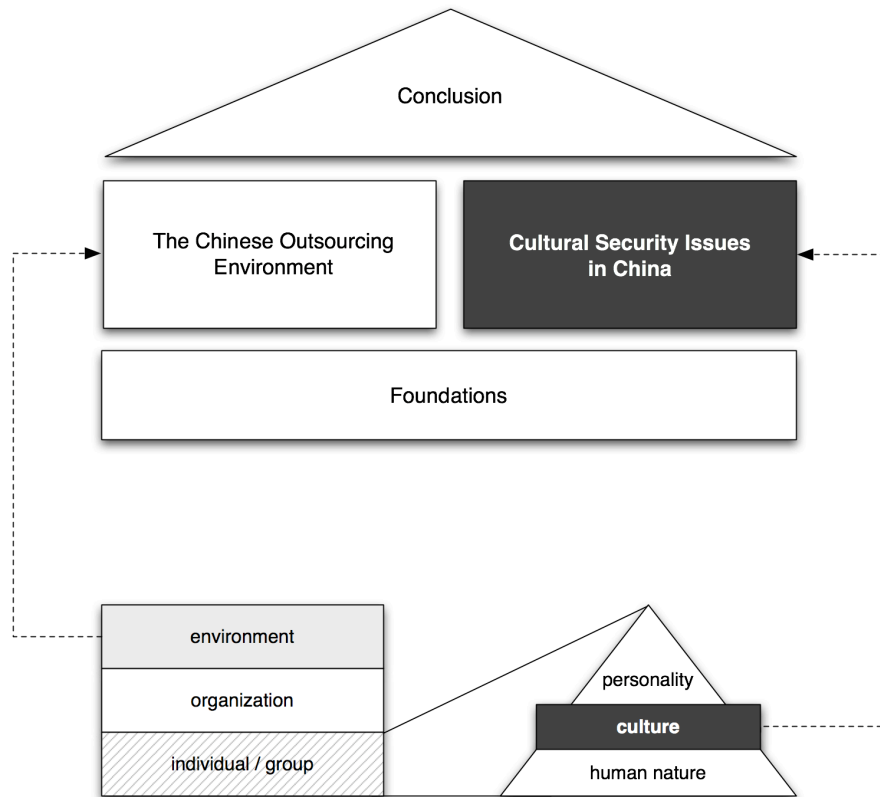 Conclusion
The Chinese Outsourcing
Environment
Cultural Security Issues
in China
Foundations
environment
organization
individual / group
personality
culture
human nature